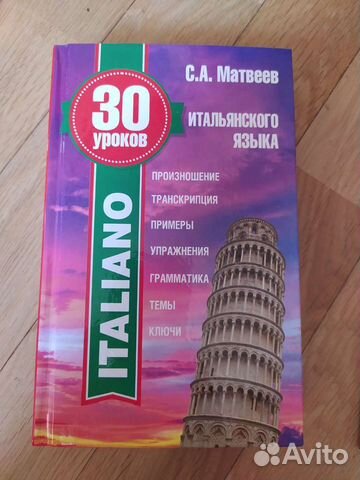 С.А. Матвеев
30
уроков
ИТАЛЬЯНСКОГО
ЯЗЫКА
ITALIANO
ПРОИЗНОШЕНИЕ
ТРАНСКРИПЦИЯ
ПРИМЕРЫ
УПРАЖНЕНИЯ
ГРАММАТИКА
ТЕМЫ
КЛЮЧИ
Avito